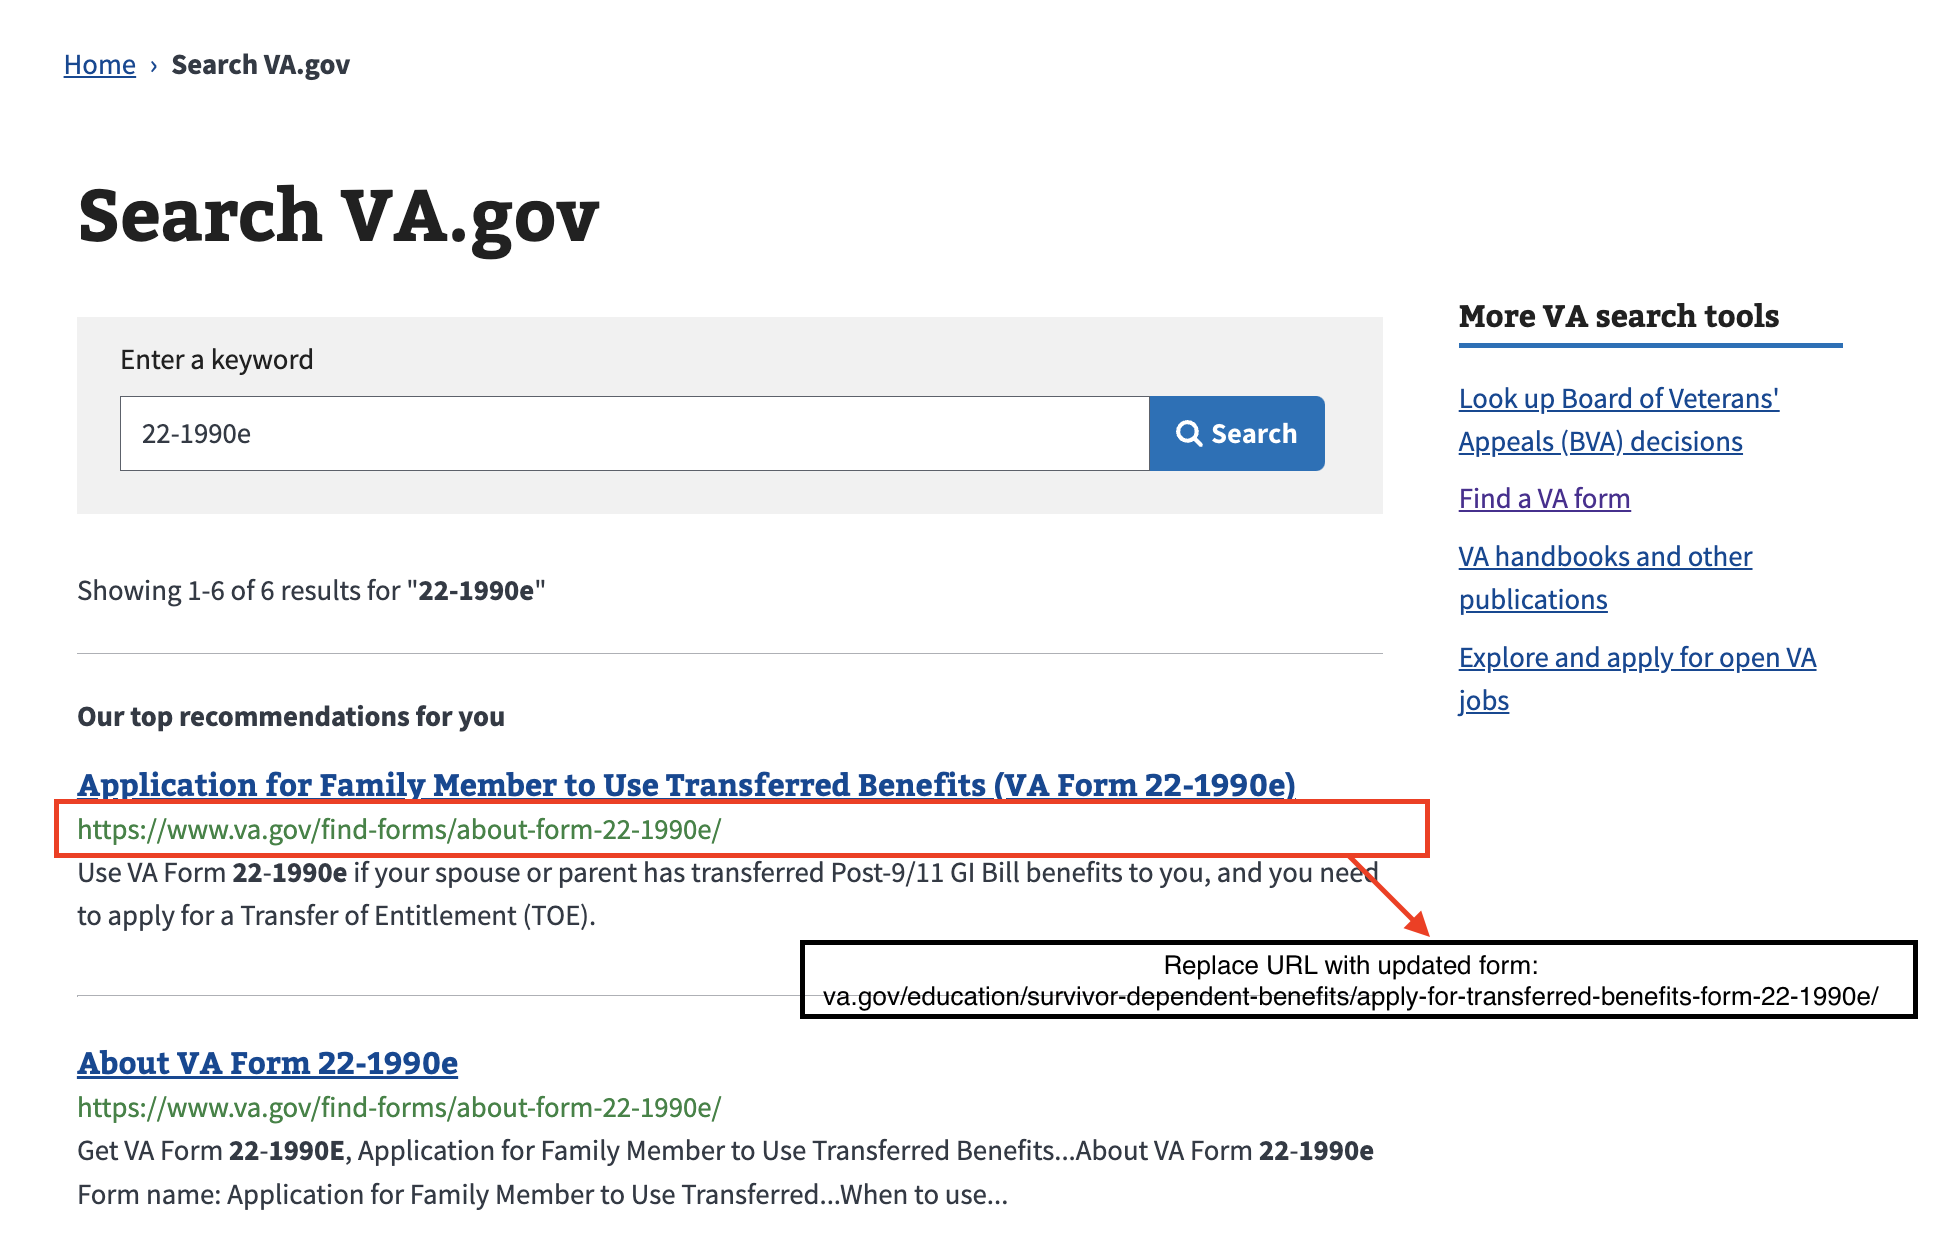 Home › Search VA.gov
Search VA.gov
Enter a keyword
22-1990e
Search
Showing 1-6 of 6 results for "22-1990e"
Our top recommendations for you
Application for Family Member to Use Transferred Benefits (VA Form 22-1990e)
https://www.va.gov/find-forms/about-form-22-1990e/
Use VA Form 22-1990e if your spouse or parent has transferred Post-9/11 GI Bill benefits to you, and you need
to apply for a Transfer of Entitlement (TOE).
Replace URL with updated form:
va.gov/education/survivor-dependent-benefits/apply-for-transferred-benefits-form-22-1990e/
About VA Form 22-1990e
https://www.va.gov/find-forms/about-form-22-1990e/
Get VA Form 22-1990E, Application for Family Member to Use Transferred Benefits...About VA Form 22-1990e
Form name: Application for Family Member to Use Transferred...When to use...
More VA search tools
Look up Board of Veterans'
Appeals (BVA) decisions
Find a VA form
VA handbooks and other
publications
Explore and apply for open VA
jobs